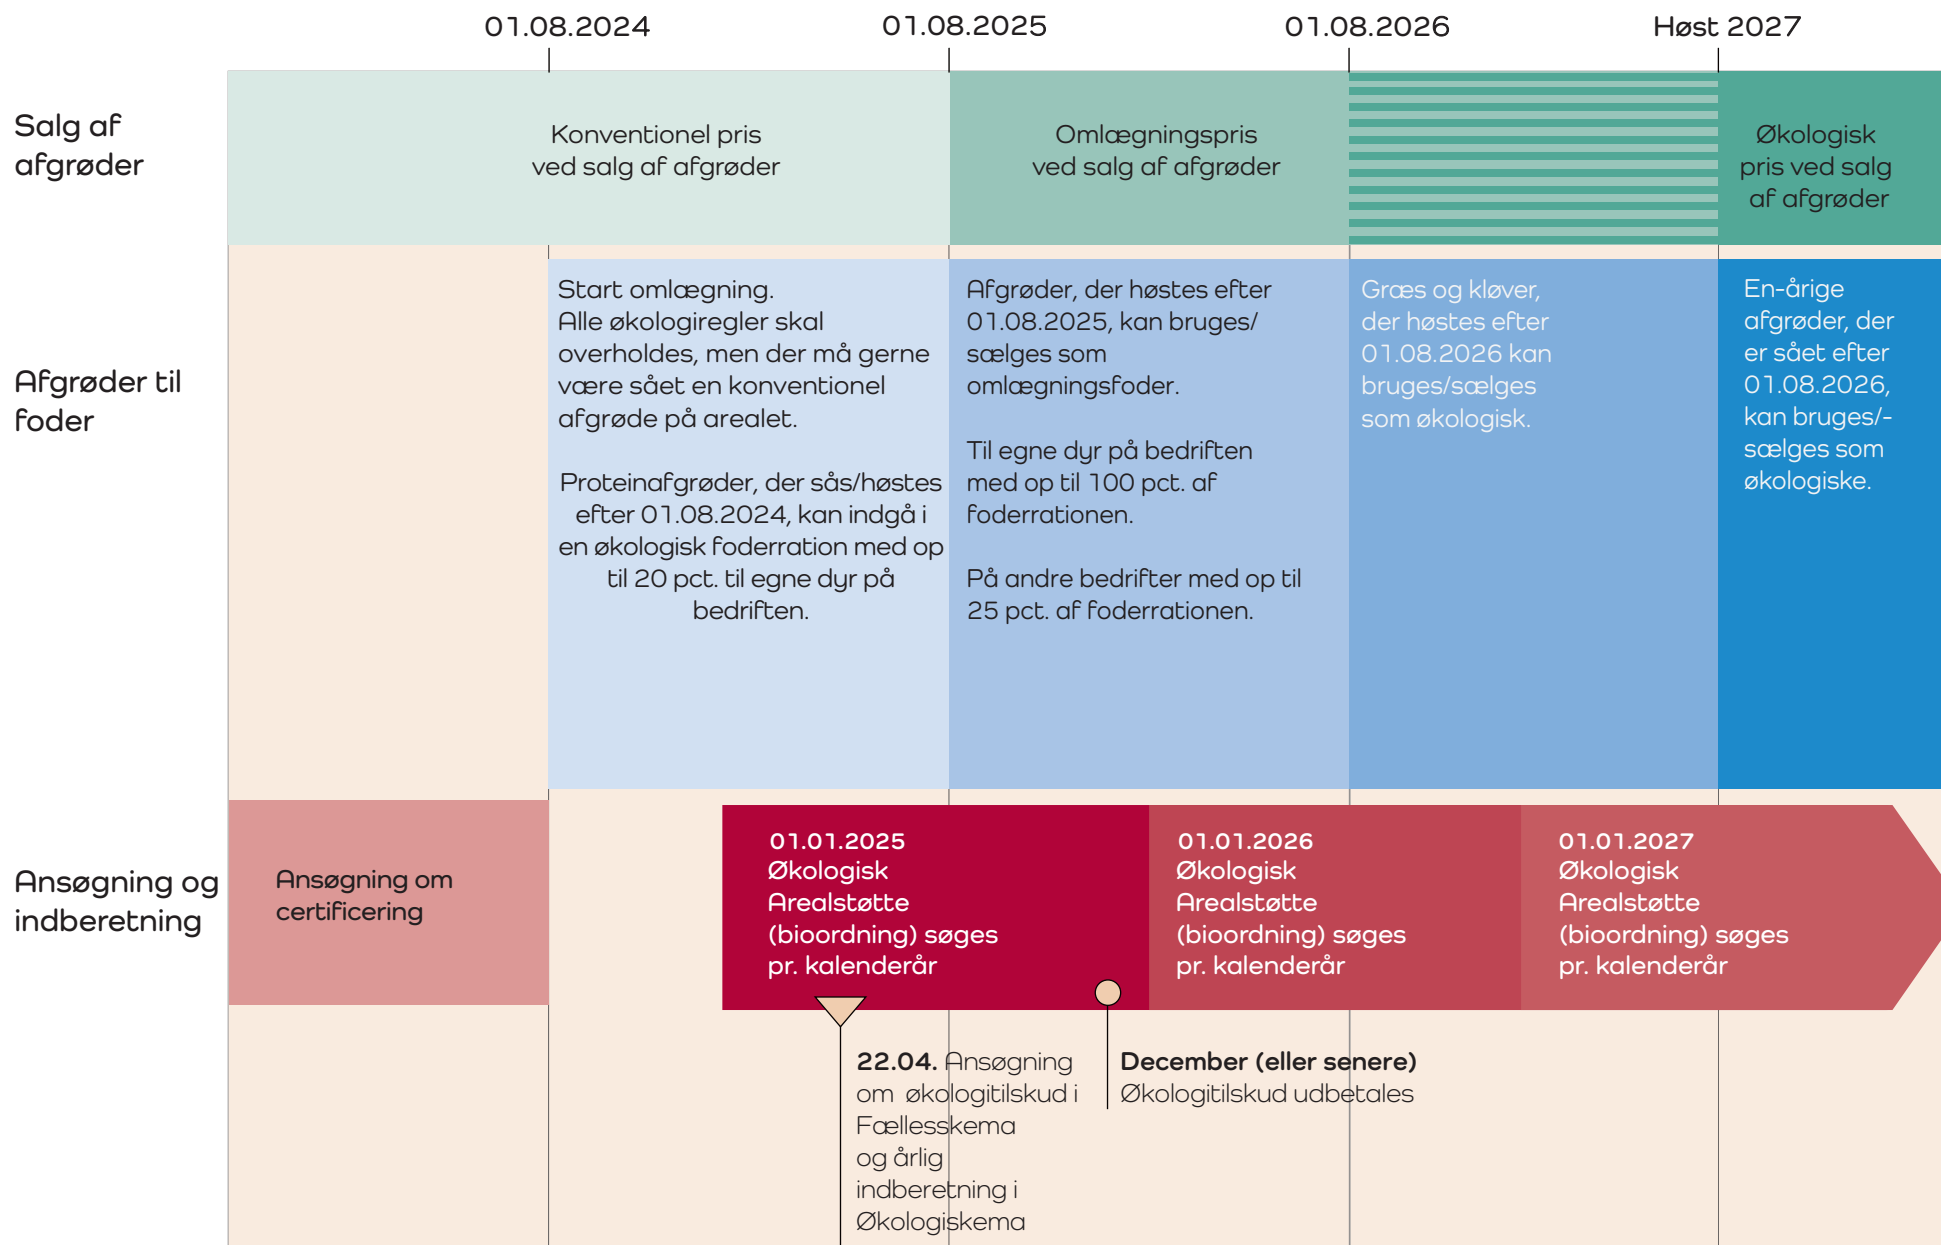 01.08.2024
01.08.2025
01.08.2026
Høst 2027
Salg af
afgrøder
Konventionel pris
ved salg af afgrøder
Omlægningspris
ved salg af afgrøder
Økologisk
pris ved salg
af afgrøder
Afgrøder til
foder
Start omlægning.
Alle økologiregler skal
overholdes, men der må gerne
være sået en konventionel
afgrøde på arealet.
Proteinafgrøder, der sås/høstes
efter 01.08.2024, kan indgå i
en økologisk foderration med op
til 20 pct. til egne dyr på
bedriften.
Afgrøder, der høstes efter
01.08.2025, kan bruges/
sælges som
omlægningsfoder.
Til egne dyr på bedriften
med op til 100 pct. af
foderrationen.
På andre bedrifter med op til
25 pct. af foderrationen.
Græs og kløver,
der høstes efter
01.08.2026 kan
bruges/sælges
som økologisk.
En-årige
afgrøder, der
er sået efter
01.08.2026,
kan bruges/-
sælges som
økologiske.
Ansøgning og
indberetning
Ansøgning om
certificering
01.01.2025
Økologisk
Arealstøtte
(bioordning) søges
pr. kalenderår
01.01.2026
Økologisk
Arealstøtte
(bioordning) søges
pr. kalenderår
01.01.2027
Økologisk
Arealstøtte
(bioordning) søges
pr. kalenderår
22.04. Ansøgning
om økologitilskud i
Fællesskema
og årlig
indberetning i
Økologiskema
December (eller senere)
Økologitilskud udbetales